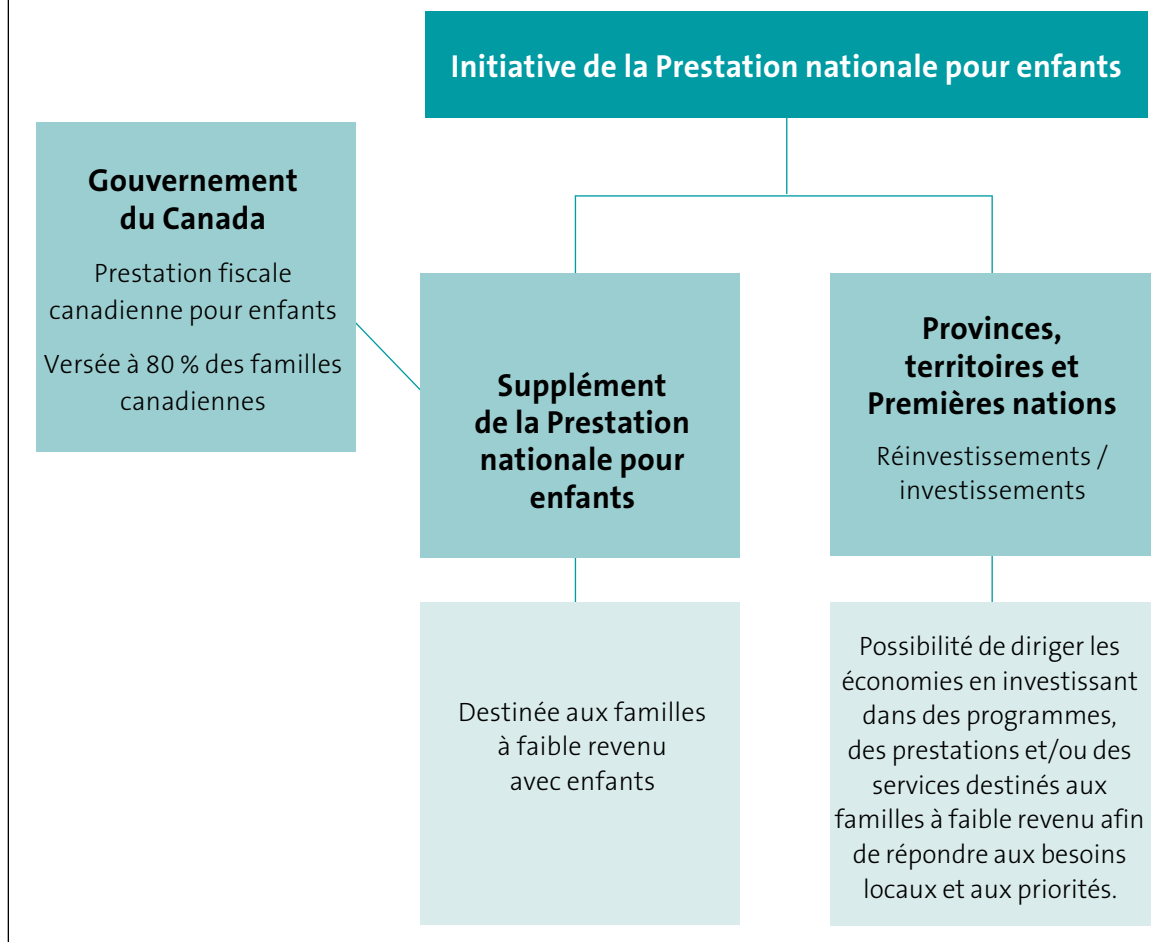 Initiative de la Prestation nationale pour enfants
Gouvernement
du Canada
Prestation fiscale
canadienne pour enfants
Versée à 80 % des familles
canadiennes
Supplément
de la Prestation
nationale pour
enfants
Provinces,
territoires et
Premières nations
Réinvestissements /
investissements
Destinée aux familles
à faible revenu
avec enfants
Possibilité de diriger les
économies en investissant
dans des programmes,
des prestations et/ou des
services destinés aux
familles à faible revenu afin
de répondre aux besoins
locaux et aux priorités.